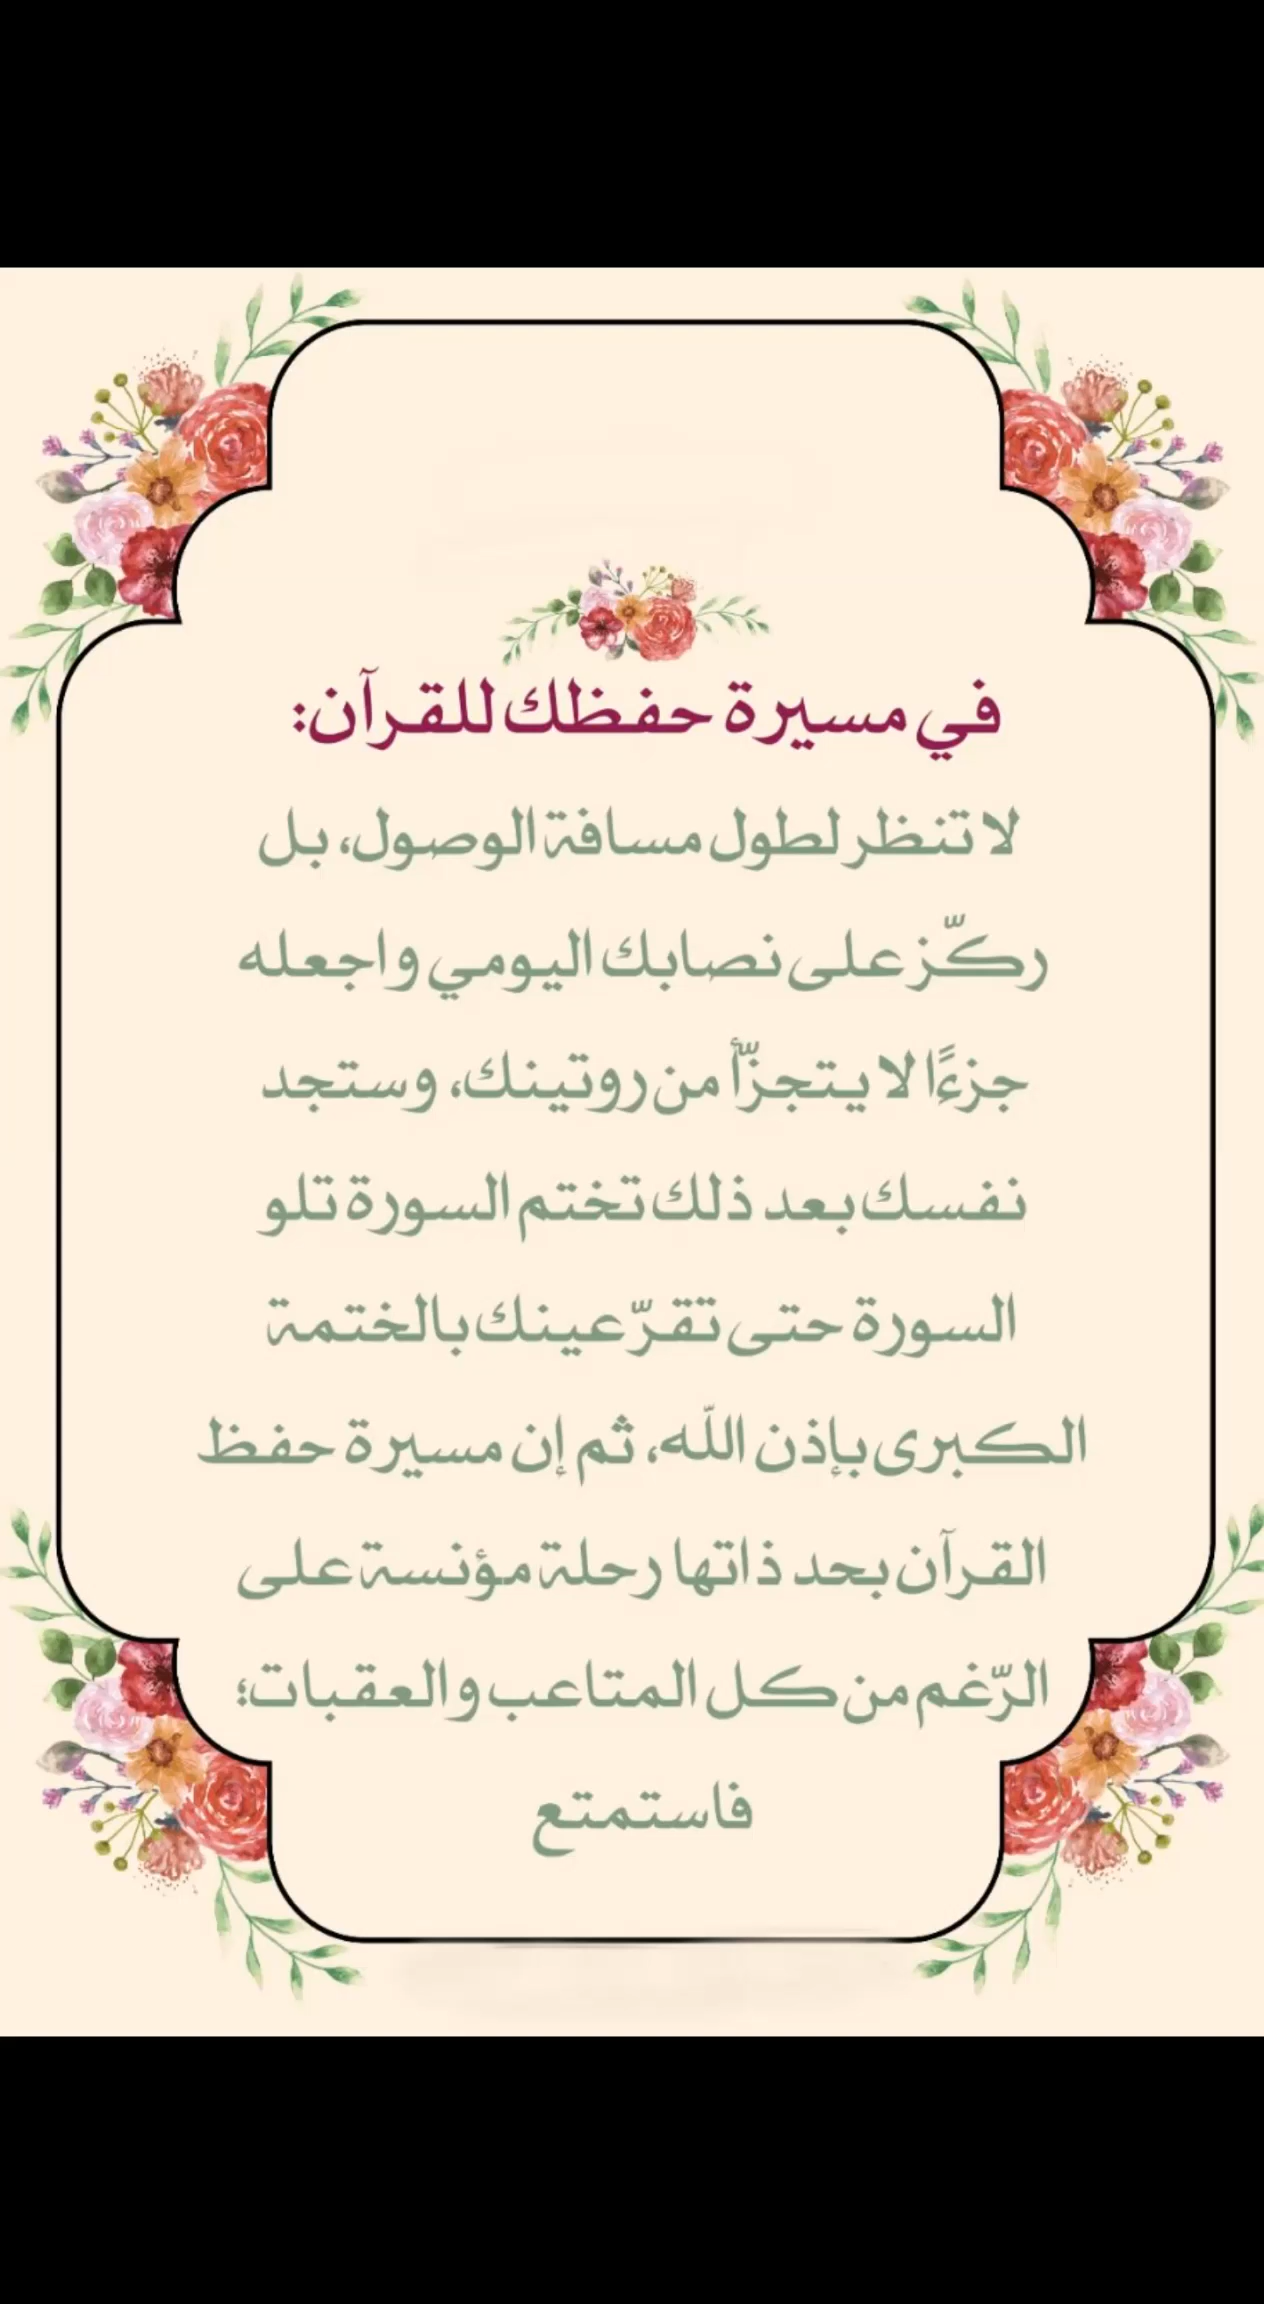 في مسيرة حفظك للقرآن:
لا تنظر لطول مسافة الوصول، بل
ركّز على نصابك اليومي واجعله
جزءًا لا يتجزّأ من روتينك، وستجد
نفسك بعد ذلك تختم السورة تلو
السورة حتى تقرّ عينك بالختمة
الكبرى بإذن الله، ثم إن مسيرة حفظ
القرآن بحد ذاتها رحلة مؤنسة على
الرّغم من كل المتاعب والعقبات؛
فاستمتع